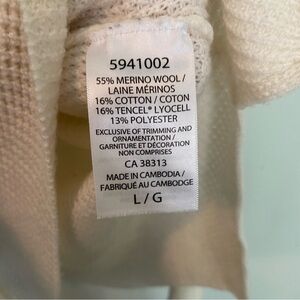 5941002
55% MERINO WOOL /
LAINE MÉRINOS
16% COTTON / COTON
16% TENCEL® LYOCELL
13% POLYESTER
EXCLUSIVE OF TRIMMING AND
ORNAMENTATION /
GARNITURE ET DÉCORATION
NON COMPRISES
CA 38313
MADE IN CAMBODIA /
FABRIQUÉ AU CAMBODGE
L / G